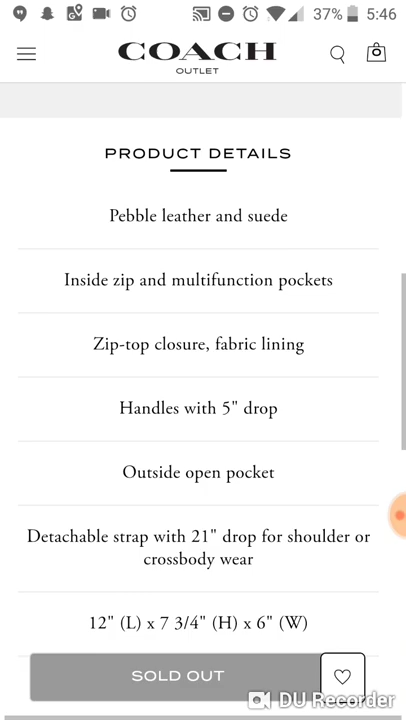 37% 5:46
COACH
OUTLET
0
PRODUCT DETAILS
Pebble leather and suede
Inside zip and multifunction pockets
Zip-top closure, fabric lining
Handles with 5" drop
Outside open pocket
Detachable strap with 21" drop for shoulder or
crossbody wear
12" (L) x 7 3/4" (H) x 6" (W)
SOLD OUT
DU Recorder